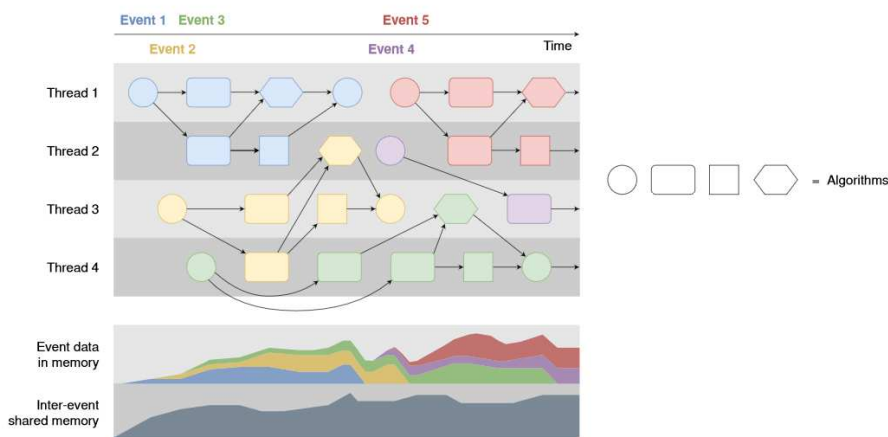 Event 1 Event 3 Event 5
Time
Event 2 Event 4
Thread 1
Thread 2
Thread 3
Thread 4
= Algorithms
Event data
in memory
Inter-event
shared memory